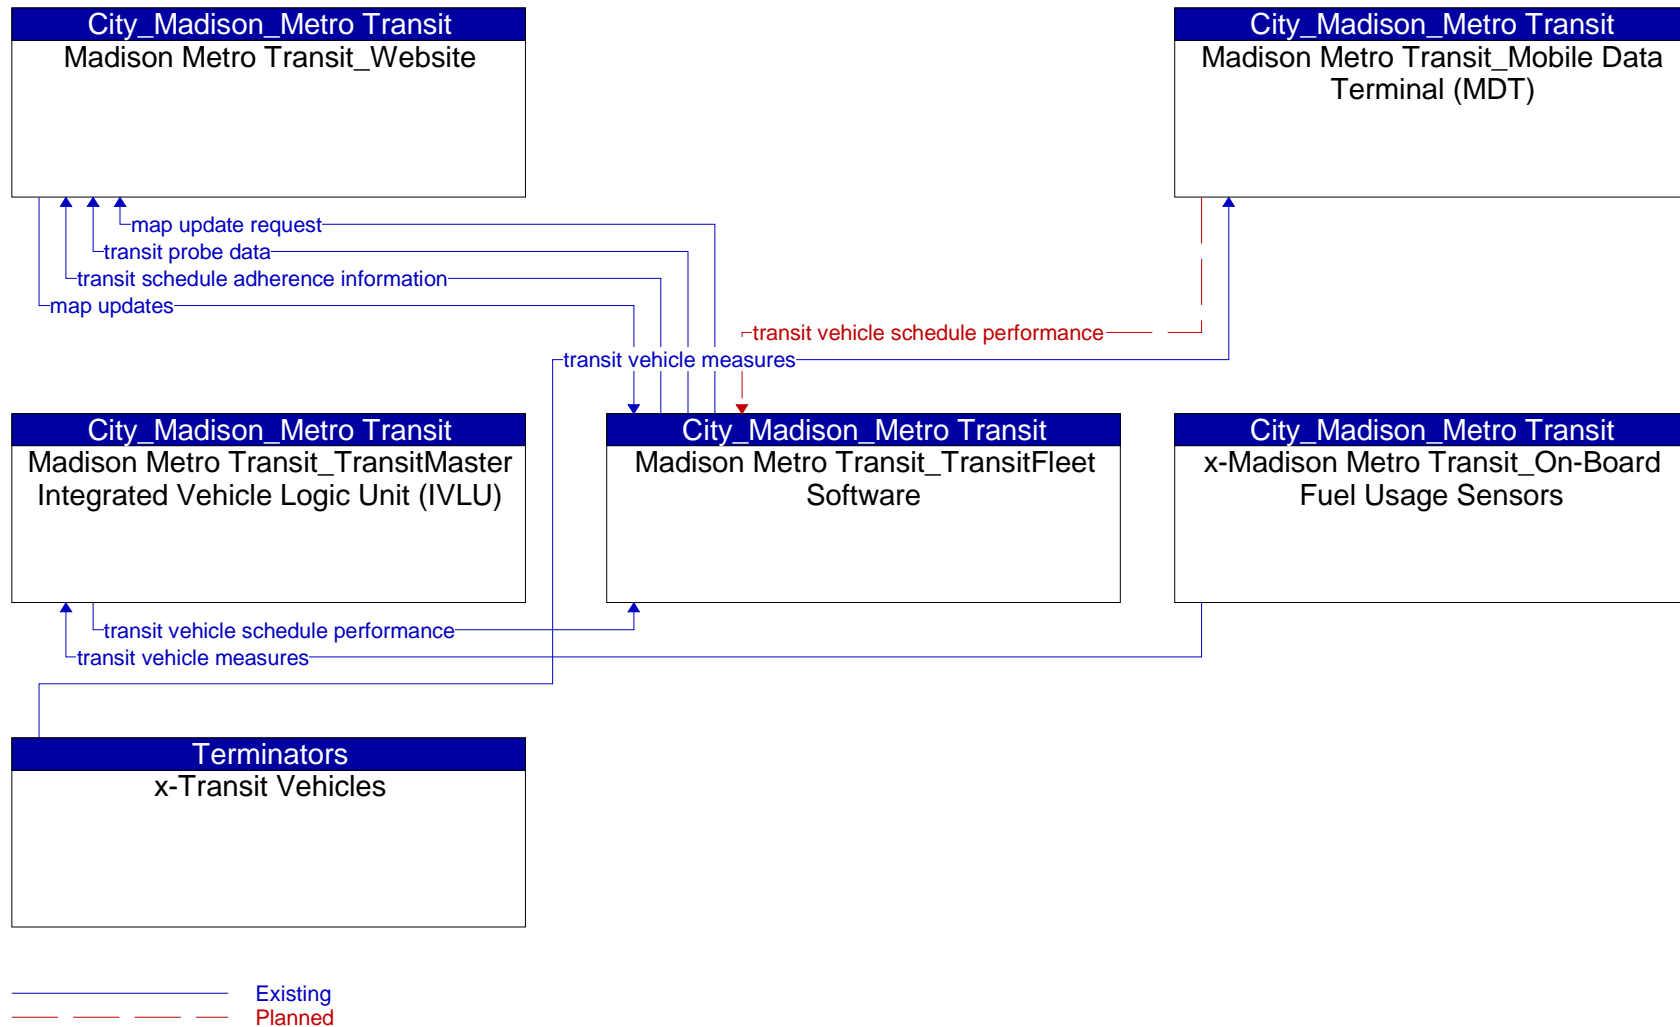 City_Madison_Metro Transit
Madison Metro Transit_Website
City_Madison_Metro Transit
Madison Metro Transit_Mobile Data
Terminal (MDT)
map update request
transit probe data
transit schedule adherence information
map updates
transit vehicle schedule performance
transit vehicle measures
City_Madison_Metro Transit
Madison Metro Transit_TransitMaster
Integrated Vehicle Logic Unit (IVLU)
City_Madison_Metro Transit
Madison Metro Transit_TransitFleet
Software
City_Madison_Metro Transit
x-Madison Metro Transit_On-Board
Fuel Usage Sensors
transit vehicle schedule performance
transit vehicle measures
Terminators
x-Transit Vehicles
Existing
Planned